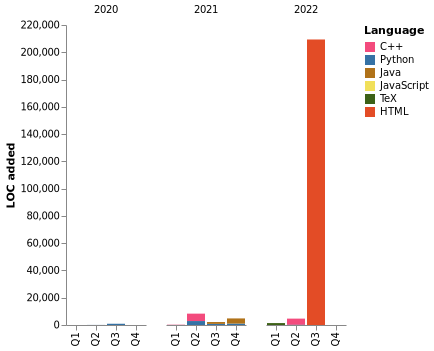 2020 2021 2022
220,000
200,000
180,000
160,000
140,000
120,000
100,000
80,000
60,000
40,000
20,000
0
LOC added
Q1 Q2 Q3 Q4 Q1 Q2 Q3 Q4 Q1 Q2 Q3 Q4
Language
C++
Python
Java
JavaScript
TeX
HTML